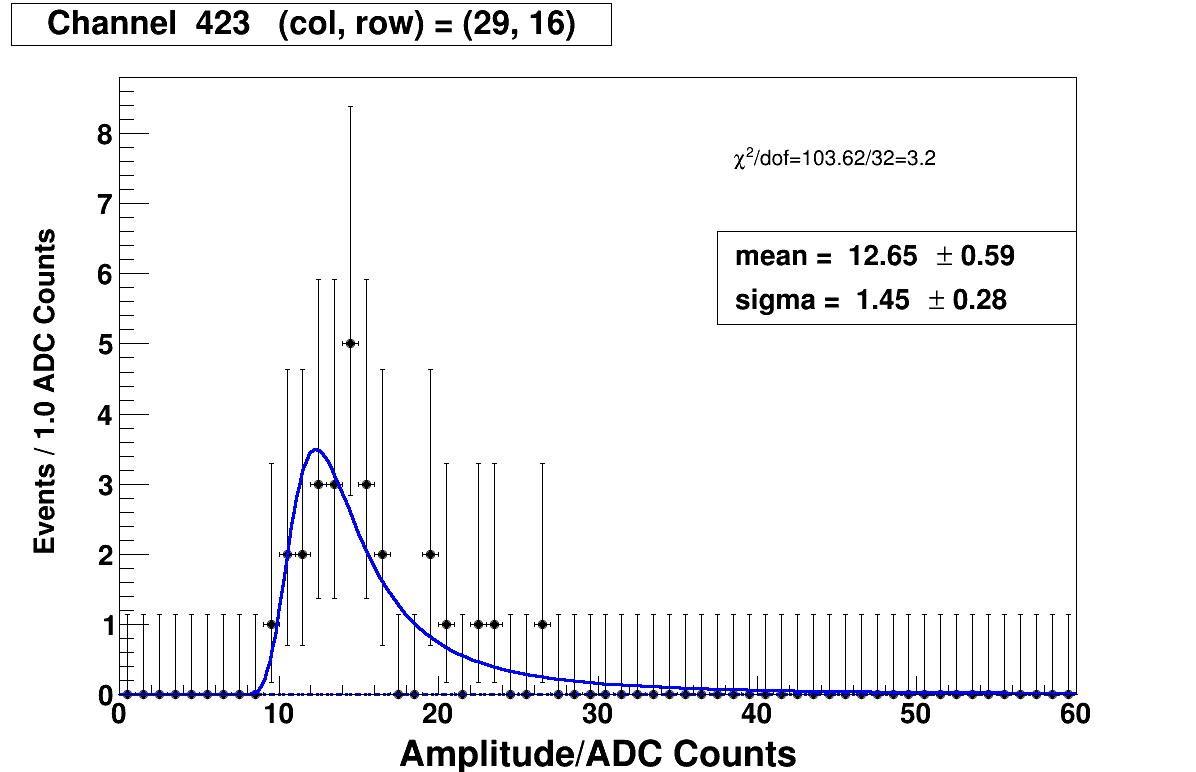 Channel 423 (col, row) = (29, 16)
χ²/dof=103.62/32=3.2
mean = 12.65 ± 0.59
sigma = 1.45 ± 0.28
Events / 1.0 ADC Counts
8
7
6
5
4
3
2
1
0
0 10 20 30 40 50 60
Amplitude/ADC Counts